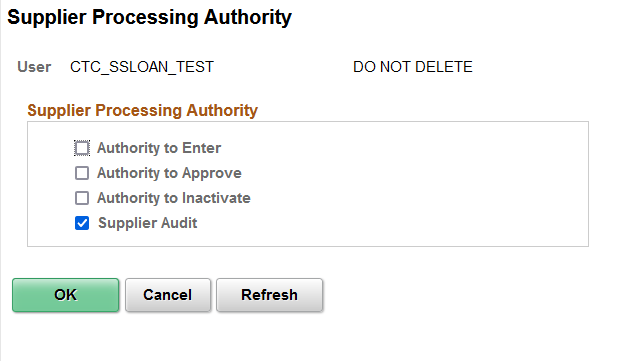 Supplier Processing Authority
User CTC_SSLOAN_TEST DO NOT DELETE
Supplier Processing Authority
Authority to Enter
Authority to Approve
Authority to Inactivate
Supplier Audit
OK Cancel Refresh